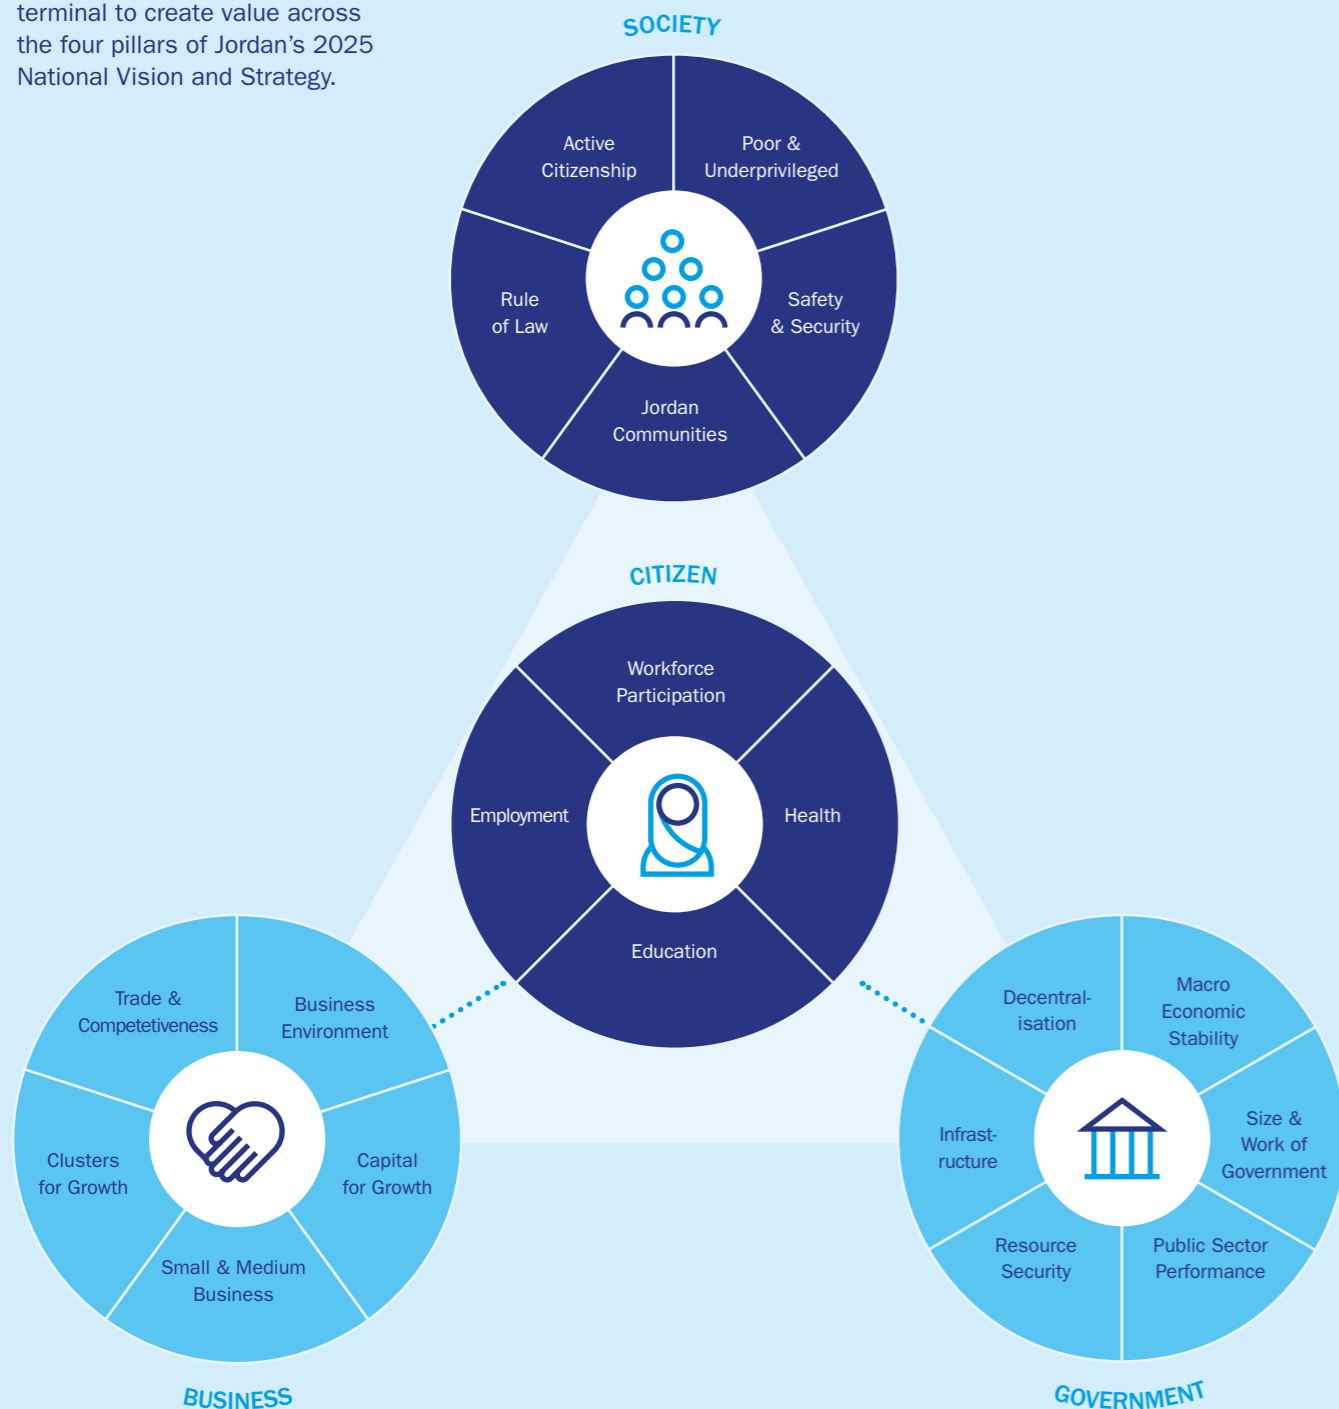 terminal to create value across
the four pillars of Jordan’s 2025
National Vision and Strategy.
SOCIETY
Active
Citizenship
Poor &
Underprivileged
Rule
of Law
Safety
& Security
Jordan
Communities
CITIZEN
Workforce
Participation
Employment
Health
Education
Trade &
Competetiveness
Business
Environment
Clusters
for Growth
Capital
for Growth
Small & Medium
Business
BUSINESS
Decentral-
isation
Macro
Economic
Stability
Infrast-
ructure
Size &
Work of
Government
Resource
Security
Public Sector
Performance
GOVERNMENT